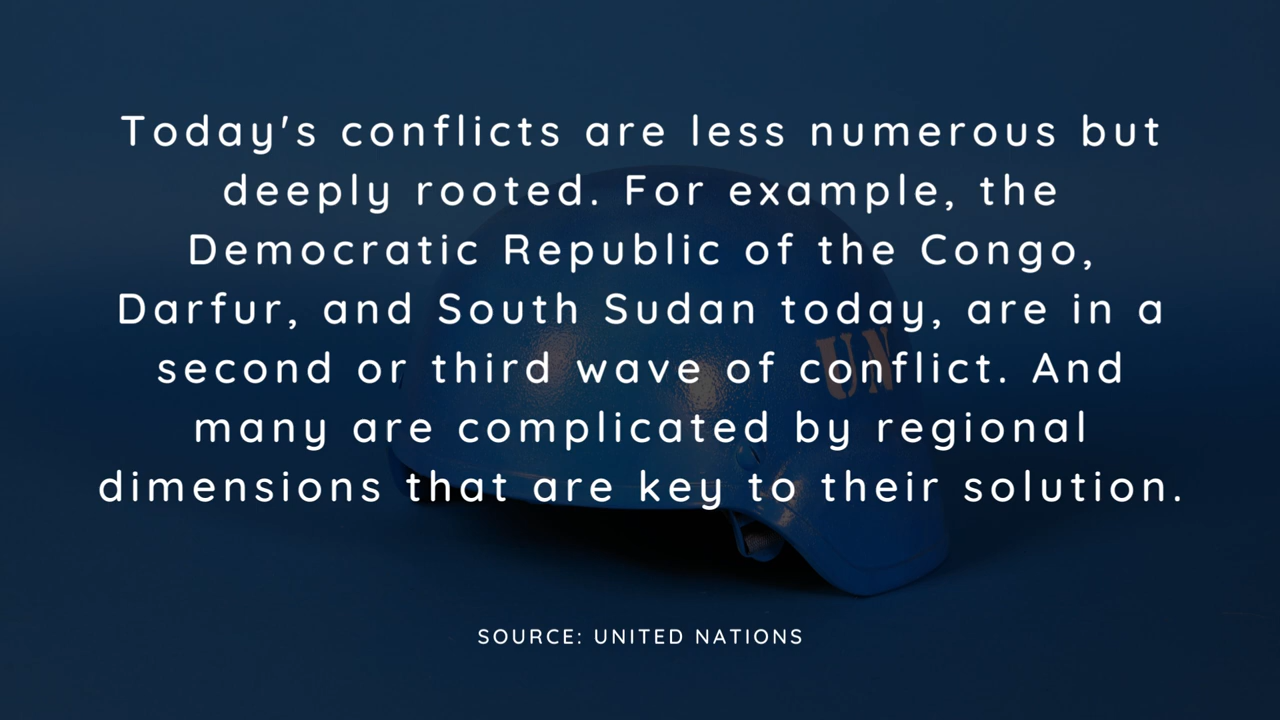 Today's conflicts are less numerous but
deeply rooted. For example, the
Democratic Republic of the Congo,
Darfur, and South Sudan today, are in a
second or third wave of conflict. And
many are complicated by regional
dimensions that are key to their solution.
UN
SOURCE: UNITED NATIONS